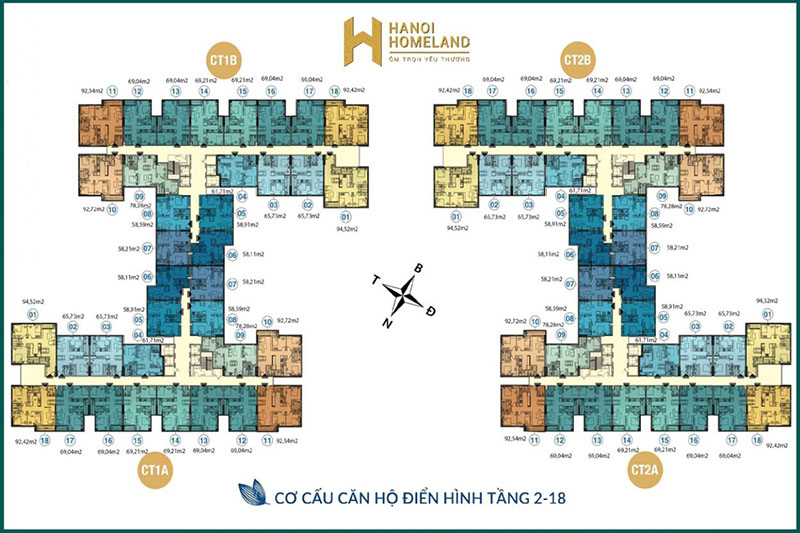 HANOI
HOMELAND
ÔM TRỌN YÊU THƯƠNG
CT1B
69,04m2 69,04m2 69,21m2 69,21m2 69,04m2 69,04m2
92,54m2 11 12 13 14 15 16 17 18 92,42m2
09 04 61,71m2 03 02
10 78,28m2 65,73m2 65,73m2 01
92,72m2 08 05 94,52m2
58,59m2 58,91m2
07 06
58,21m2 58,11m2
06 07
58,11m2 58,21m2
94,52m2 58,91m2 58,59m2
01 65,73m2 65,73m2 05 08 10 92,72m2
02 03 04 78,28m2
61,71m2 09
92,42m2 18 17 16 15 14 13 12 11 92,54m2
69,04m2 69,04m2 69,21m2 69,21m2 69,04m2 69,04m2
CT1A
CT2B
69,04m2 69,04m2 69,21m2 69,21m2 69,04m2 69,04m2
92,42m2 18 17 16 15 14 13 12 11 92,54m2
02 03 61,71m2 04 09
01 65,73m2 65,73m2 78,28m2 10
94,52m2 05 08 92,72m2
58,91m2 58,59m2
06 07
58,11m2 58,21m2
07 06
58,21m2 58,11m2
58,59m2 58,91m2 94,52m2
92,72m2 10 08 05 65,73m2 65,73m2 01
78,28m2 04 03 02
09 61,71m2
92,54m2 11 12 13 14 15 16 17 18 92,42m2
69,04m2 69,04m2 69,21m2 69,21m2 69,04m2 69,04m2
CT2A
B
T
Đ
N
CƠ CẤU CĂN HỘ ĐIỂN HÌNH TẦNG 2-18